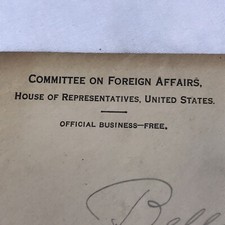 COMMITTEE ON FOREIGN AFFAIRS,
HOUSE OF REPRESENTATIVES, UNITED STATES.
OFFICIAL BUSINESS—FREE.